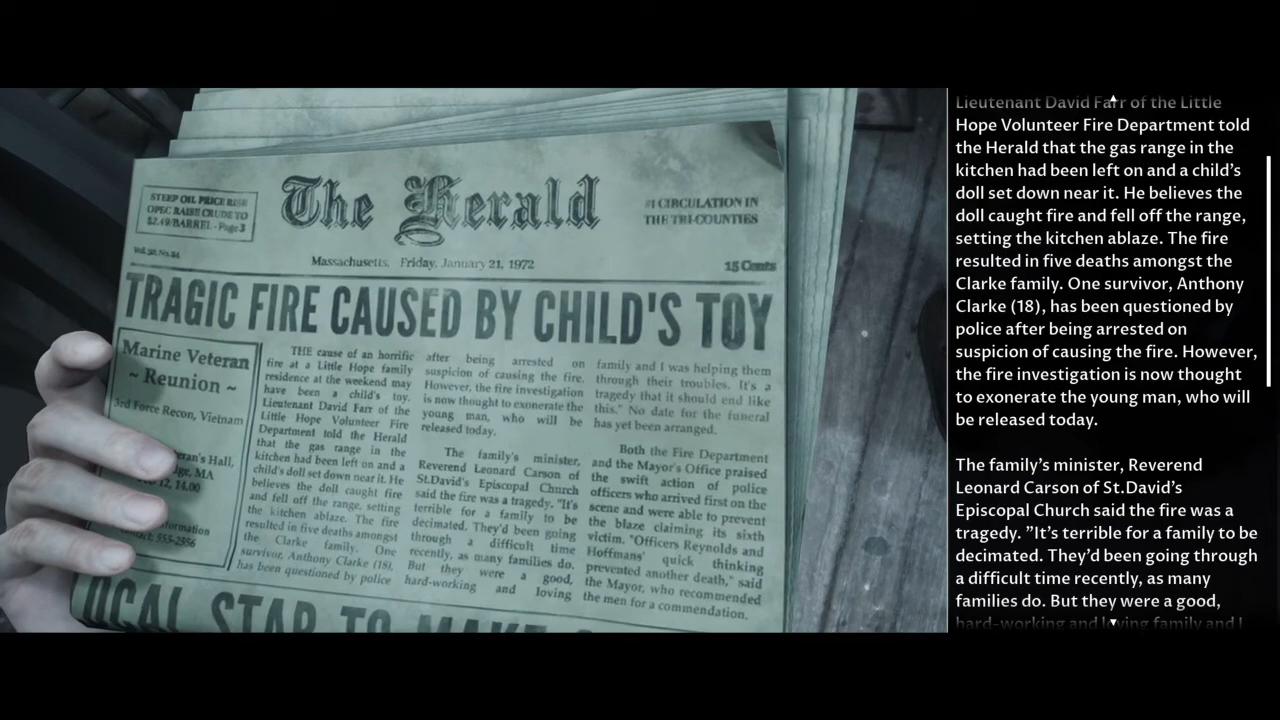 STEEP OIL PRICE RISE
OPEC RAISE CRUDE TO
$2.49/BARREL - Page 3
The Herald
#1 CIRCULATION IN
THE TRI-COUNTIES
Vol. 50, No.
Massachusetts, Friday, January 21, 1972
15 Cents
TRAGIC FIRE CAUSED BY CHILD'S TOY
Marine Veteran
~ Reunion ~
3rd Force Recon, Vietnam
Hall,
MA
12, 14.00
555-2356
THE cause of an horrific
fire at a Little Hope family
residence at the weekend may
have been a child's toy.
Lieutenant David Farr of the
Little Hope Volunteer Fire
Department told the Herald
that the gas range in the
kitchen had been left on and a
child's doll set down near it. He
believes the doll caught fire
and fell off the range, setting
the kitchen ablaze. The fire
resulted in five deaths amongst
the Clarke family. One
survivor, Anthony Clarke (18),
has been questioned by police
after being arrested on
suspicion of causing the fire.
However, the fire investigation
is now thought to exonerate the
young man, who will be
released today.
The family's minister,
Reverend Leonard Carson of
St.David's Episcopal Church
said the fire was a tragedy. "It's
terrible for a family to be
decimated. They'd been going
through a difficult time
recently, as many families do.
But they were a good,
hard-working and loving
family and I was helping them
through their troubles. It's a
tragedy that it should end like
this." No date for the funeral
has yet been arranged.
Both the Fire Department
and the Mayor's Office praised
the swift action of police
officers who arrived first on the
scene and were able to prevent
the blaze claiming its sixth
victim. "Officers Reynolds and
Hoffmans' quick thinking
prevented another death," said
the Mayor, who recommended
the men for a commendation.
STAR TO MAKE
Lieutenant David Farr of the Little
Hope Volunteer Fire Department told
the Herald that the gas range in the
kitchen had been left on and a child's
doll set down near it. He believes the
doll caught fire and fell off the range,
setting the kitchen ablaze. The fire
resulted in five deaths amongst the
Clarke family. One survivor, Anthony
Clarke (18), has been questioned by
police after being arrested on
suspicion of causing the fire. However,
the fire investigation is now thought
to exonerate the young man, who will
be released today.
The family's minister, Reverend
Leonard Carson of St.David's
Episcopal Church said the fire was a
tragedy. "It's terrible for a family to be
decimated. They'd been going through
a difficult time recently, as many
families do. But they were a good,
hard-working and loving family and I